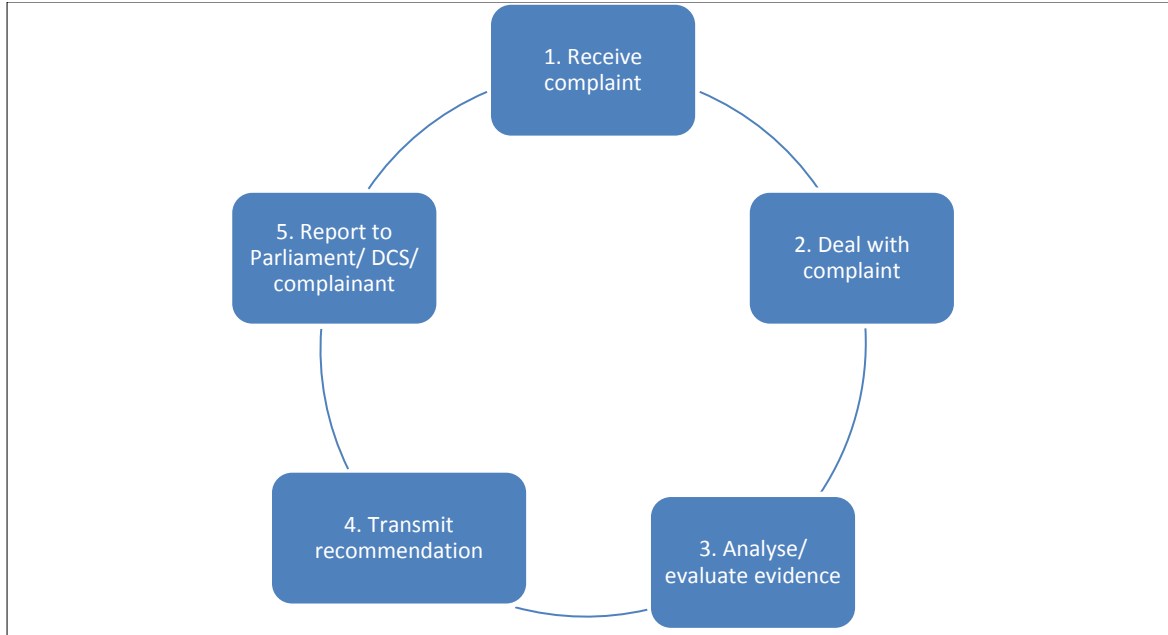 1. Receive
complaint
2. Deal with
complaint
3. Analyse/
evaluate evidence
4. Transmit
recommendation
5. Report to
Parliament/ DCS/
complainant